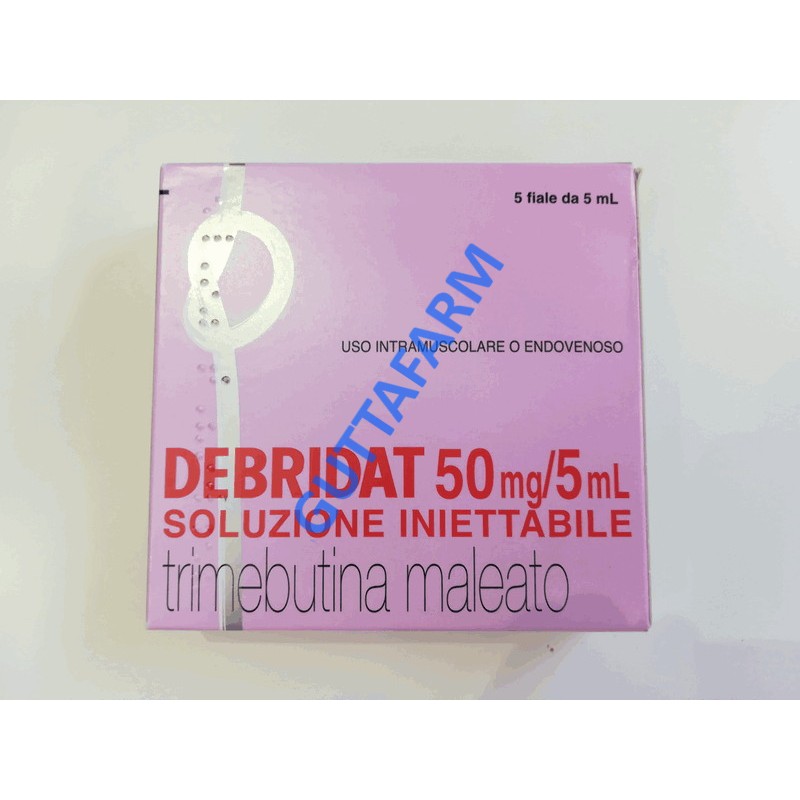 5 fiale da 5 mL
USO INTRAMUSCOLARE O ENDOVENOSO
GUTTAFARM
DEBRIDAT 50 mg/5 mL
SOLUZIONE INIETTABILE
trimebutina maleato